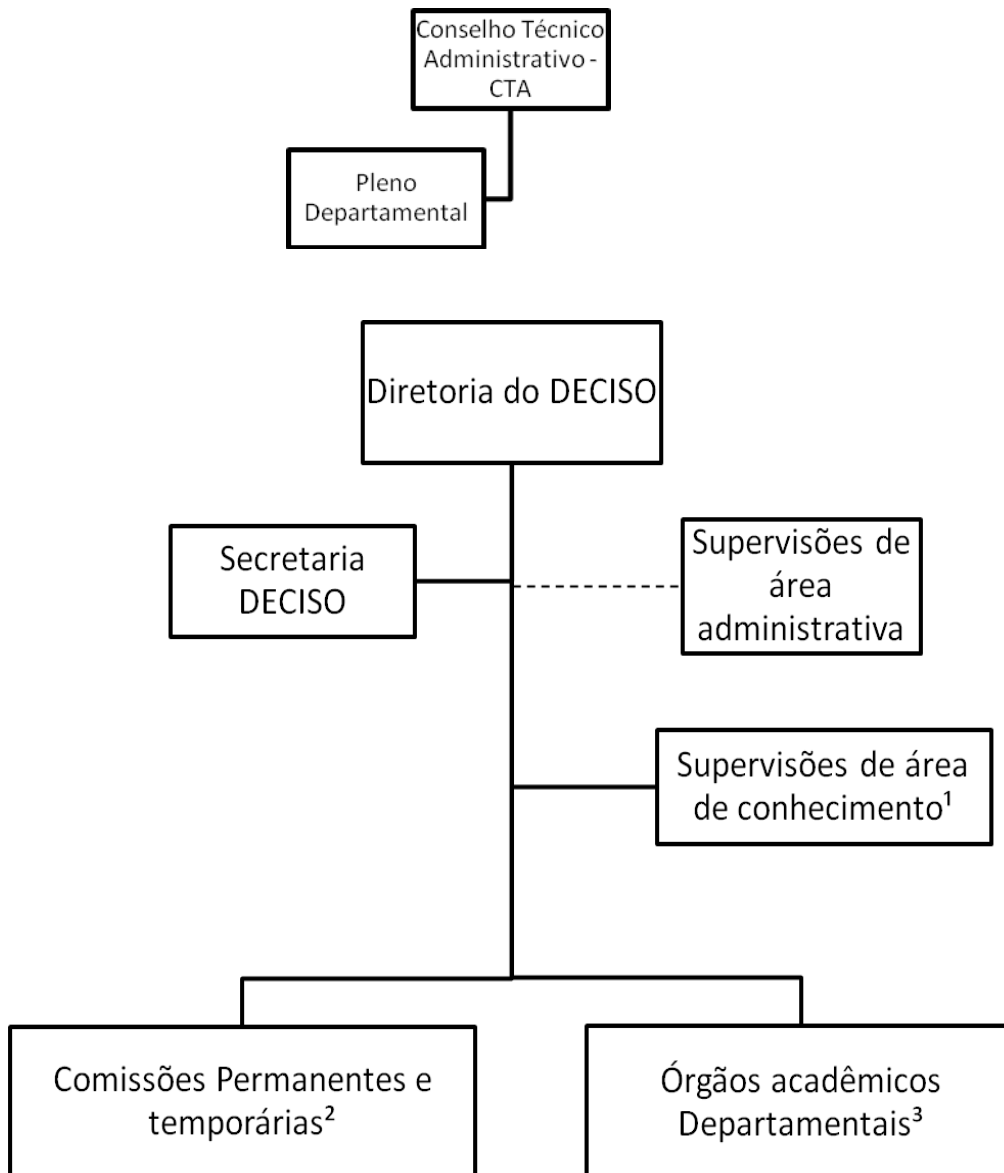 Conselho Técnico
Administrativo -
CTA
Pleno
Departamental
Diretoria do DECISO
Secretaria
DECISO
Supervisões de
área
administrativa
Supervisões de área
de conhecimento¹
Comissões Permanentes e
temporárias²
Órgãos acadêmicos
Departamentais³